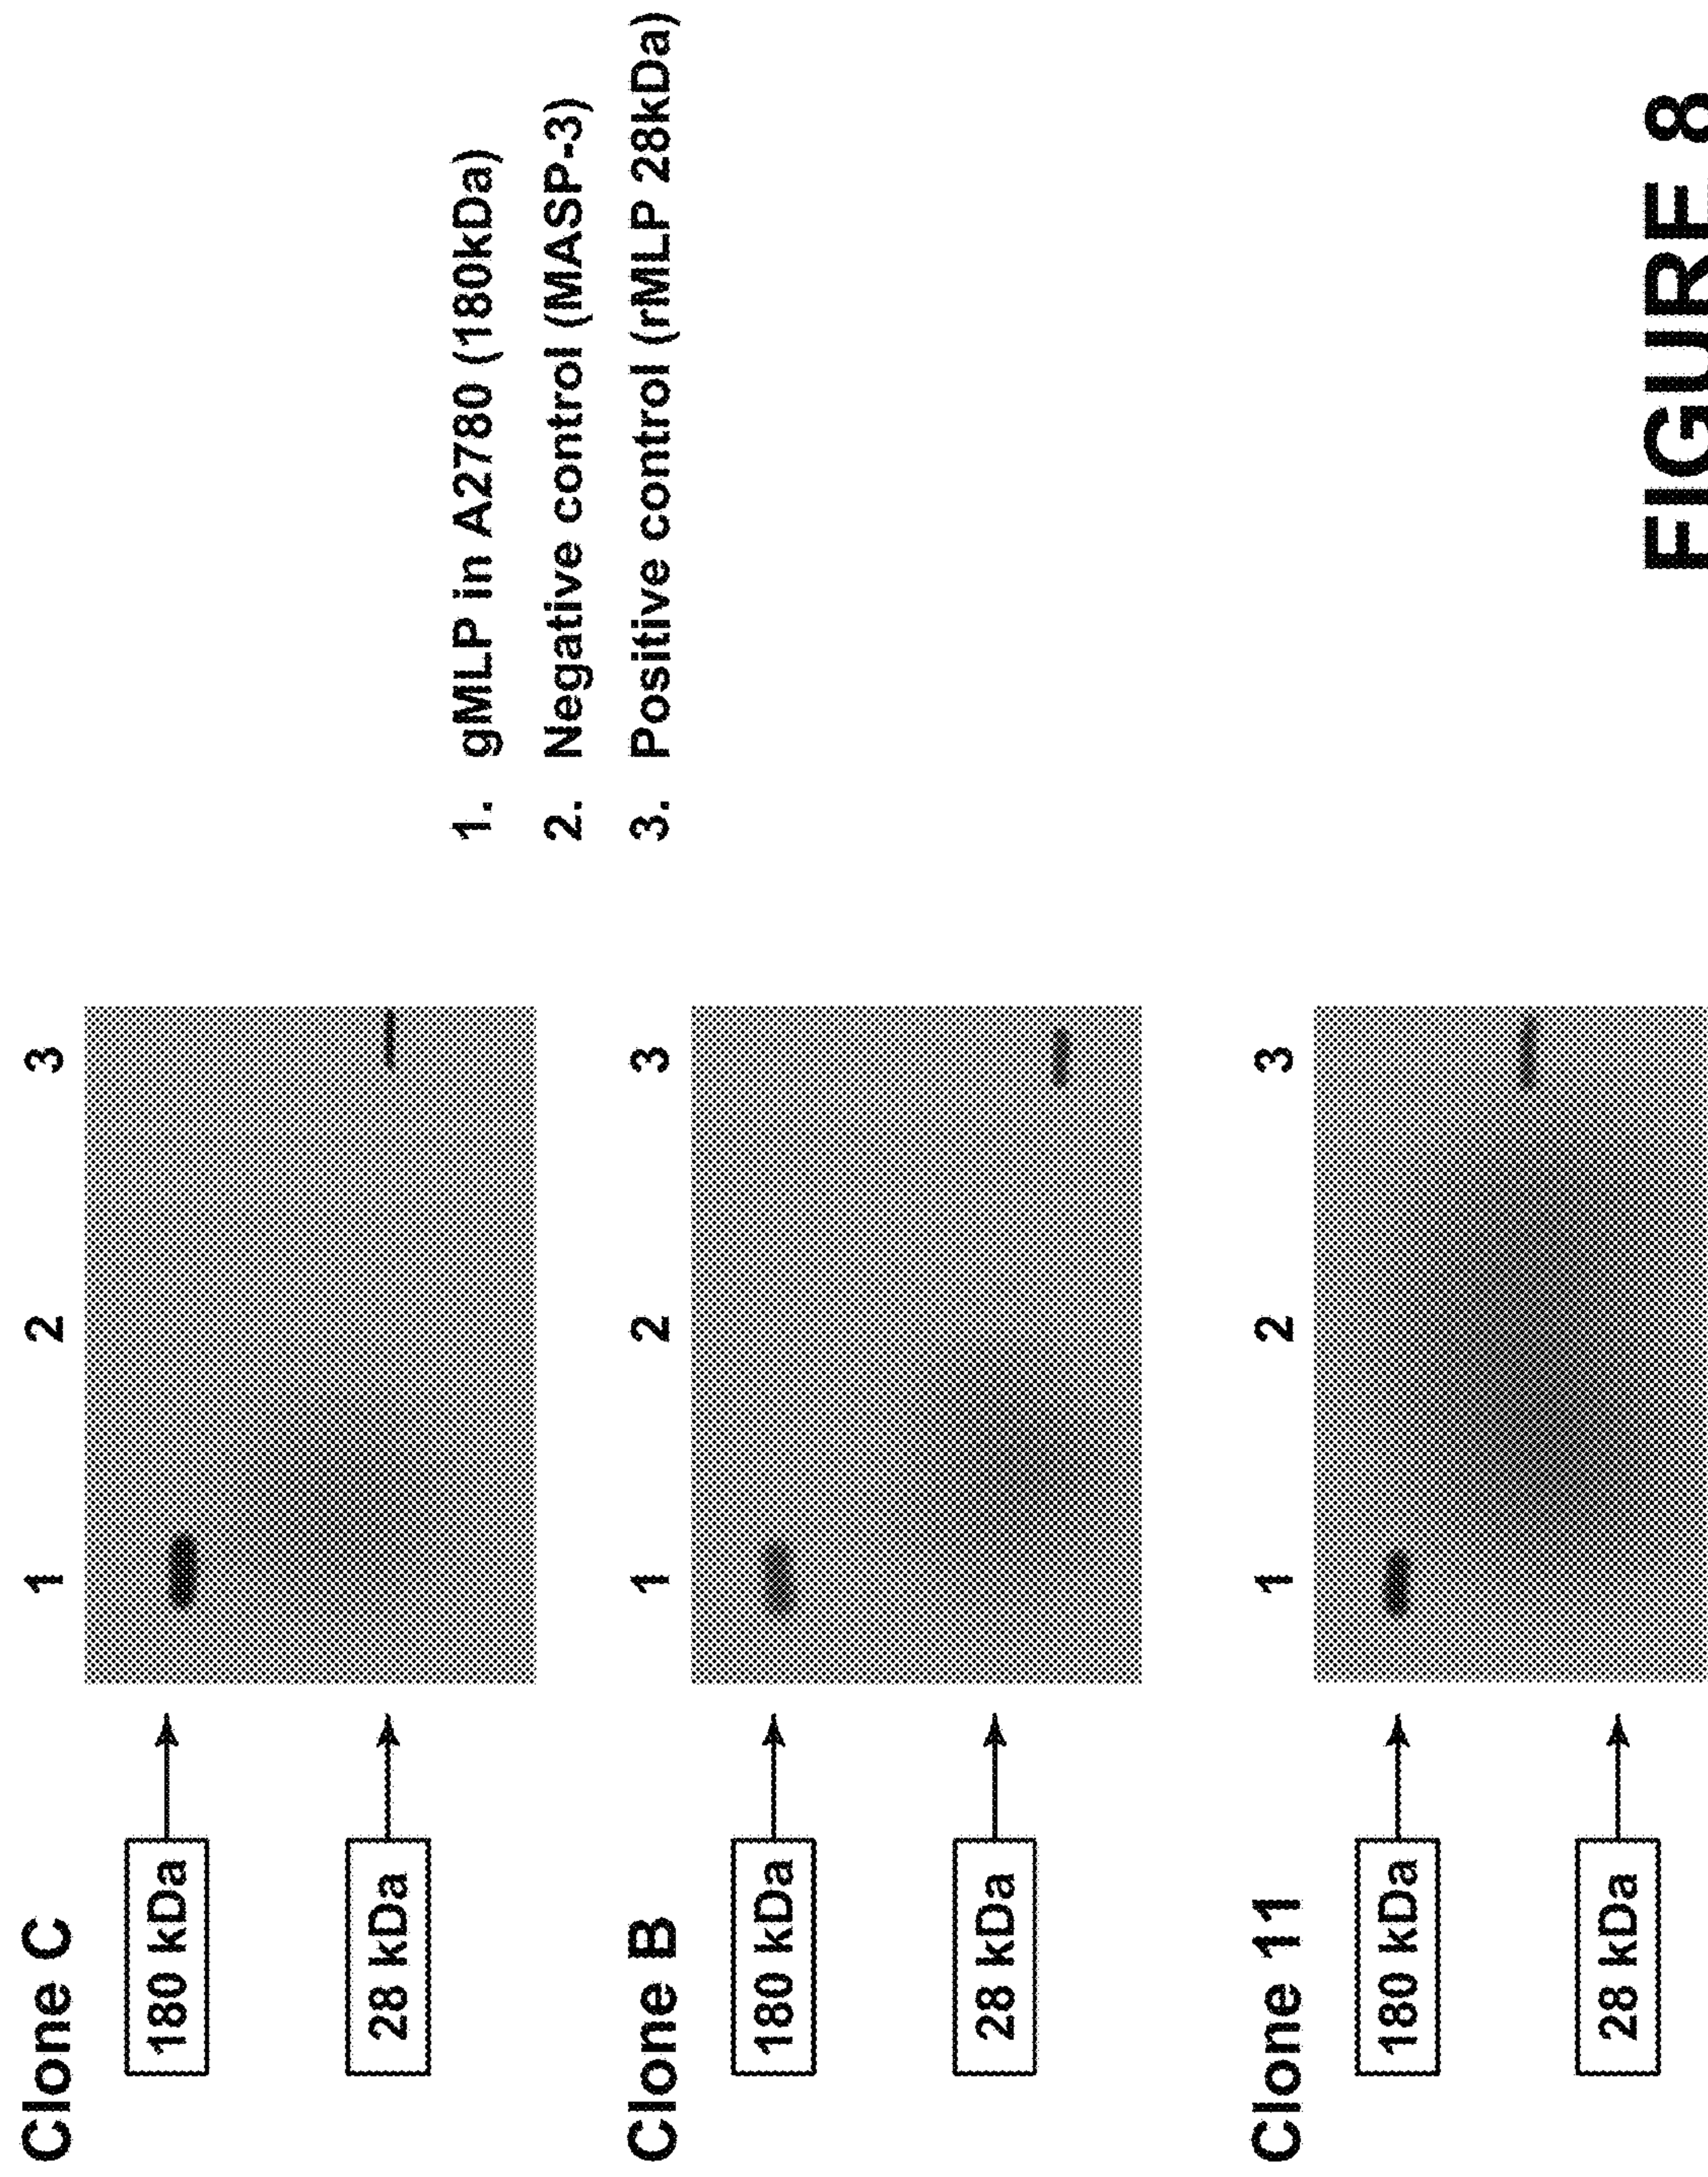 Clone C
1 2 3
180 kDa
28 kDa
Clone B
1 2 3
180 kDa
28 kDa
Clone 11
1 2 3
180 kDa
28 kDa
1. gMLP in A2780 (180kDa)
2. Negative control (MASP-3)
3. Positive control (rMLP 28kDa)
FIGURE 8